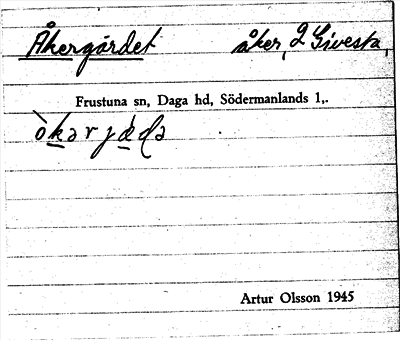 Åkergärdet åker, 2 Givesta,
Frustuna sn, Daga hd, Södermanlands l,.
Artur Olsson 1945